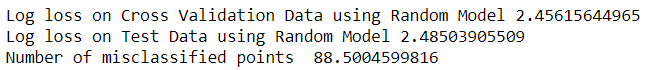 Log loss on Cross Validation Data using Random Model 2.45615644965
Log loss on Test Data using Random Model 2.48503905509
Number of misclassified points  88.5004599816